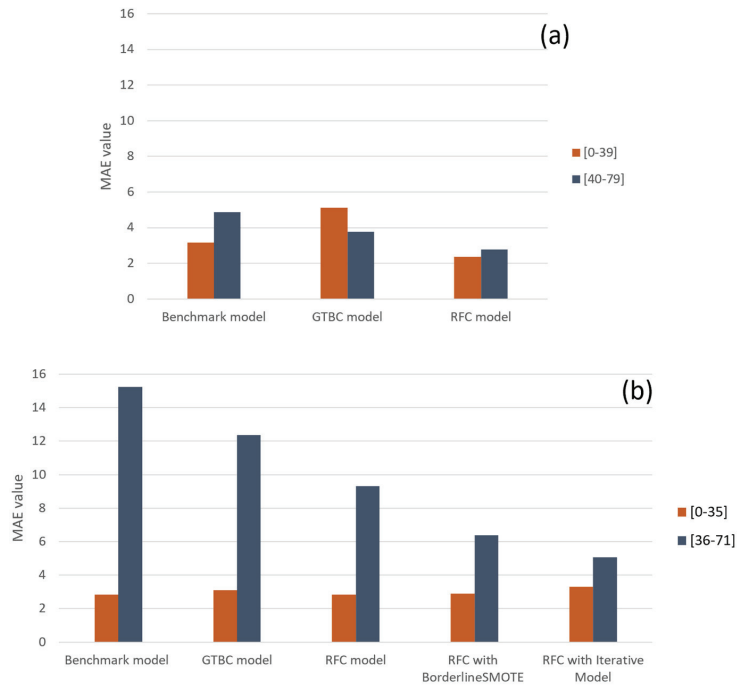 (a)
16
14
12
10
8
6
4
2
0
MAE value
Benchmark model
GTBC model
RFC model
[0-39]
[40-79]
(b)
16
14
12
10
8
6
4
2
0
MAE value
Benchmark model
GTBC model
RFC model
RFC with
BorderlineSMOTE
RFC with Iterative
Model
[0-35]
[36-71]